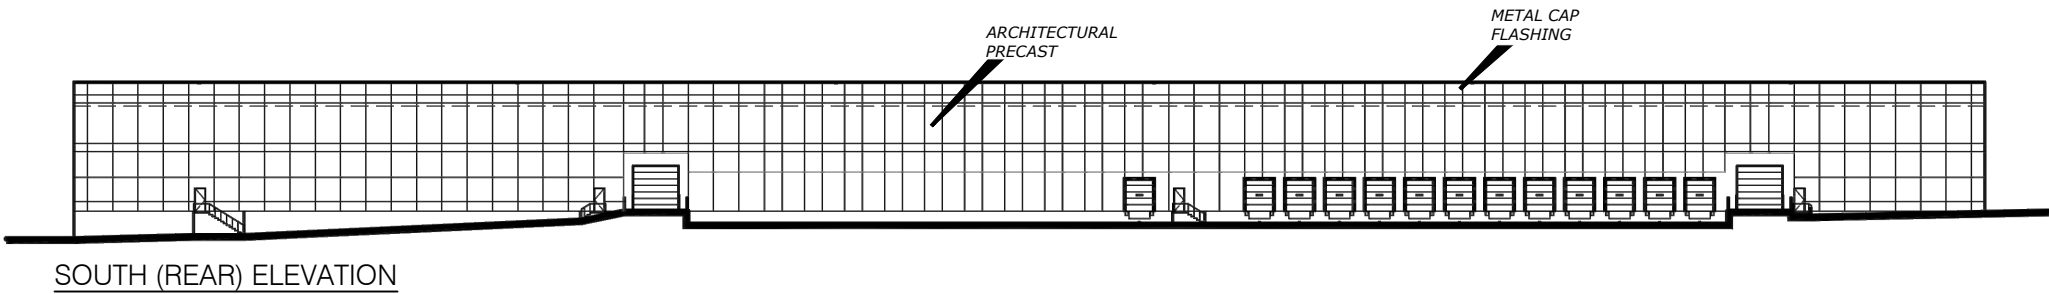 METAL CAP
FLASHING
ARCHITECTURAL
PRECAST
SOUTH (REAR) ELEVATION